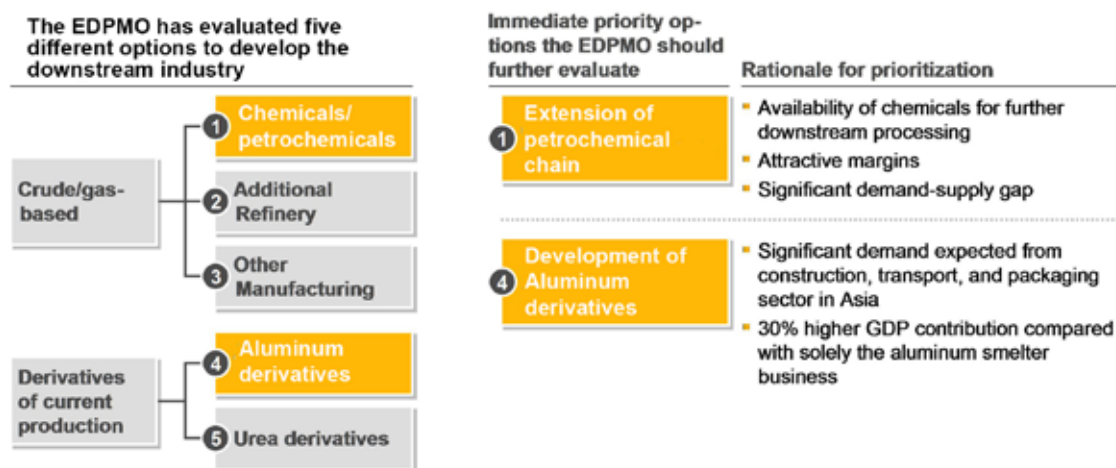 The EDPMO has evaluated five
different options to develop the
downstream industry
Crude/gas-
based
1
Chemicals/
petrochemicals
2
Additional
Refinery
3
Other
Manufacturing
Derivatives
of current
production
4
Aluminum
derivatives
5
Urea derivatives
Immediate priority op-
tions the EDPMO should
further evaluate
Rationale for prioritization
1
Extension of
petrochemical
chain
Availability of chemicals for further
downstream processing
Attractive margins
Significant demand-supply gap
4
Development of
Aluminum
derivatives
Significant demand expected from
construction, transport, and packaging
sector in Asia
30% higher GDP contribution compared
with solely the aluminum smelter
business